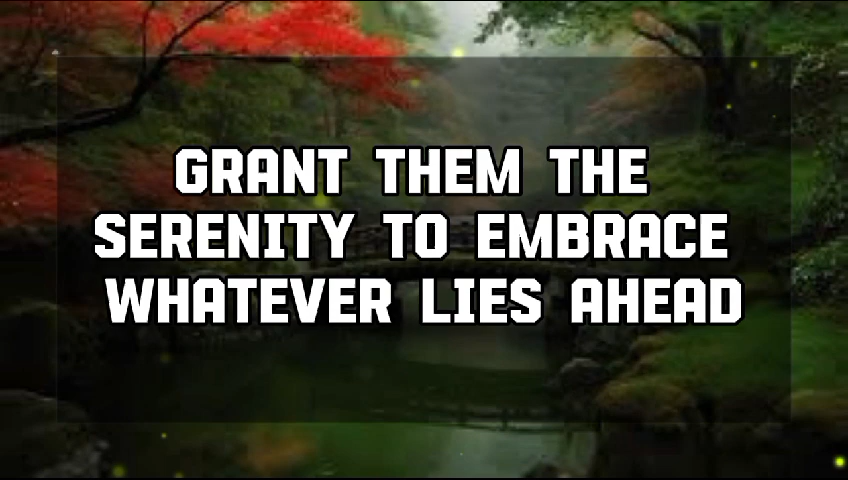 GRANT THEM THE
SERENITY TO EMBRACE
WHATEVER LIES AHEAD